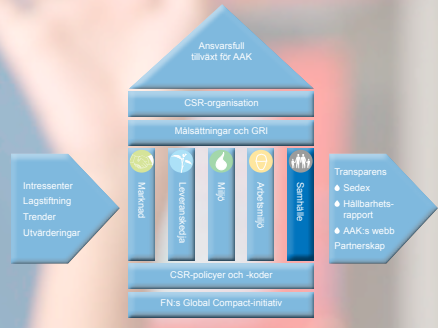 Ansvarsfull
tillväxt för AAK
CSR-organisation
Målsättningar och GRI
Intressenter
Lagstiftning
Trender
Utvärderingar
Marknad
Leveranskedja
Miljö
Arbetsmiljö
Samhälle
Transparens
Sedex
Hållbarhets-
rapport
AAK:s webb
Partnerskap
CSR-policyer och -koder
FN:s Global Compact-initiativ